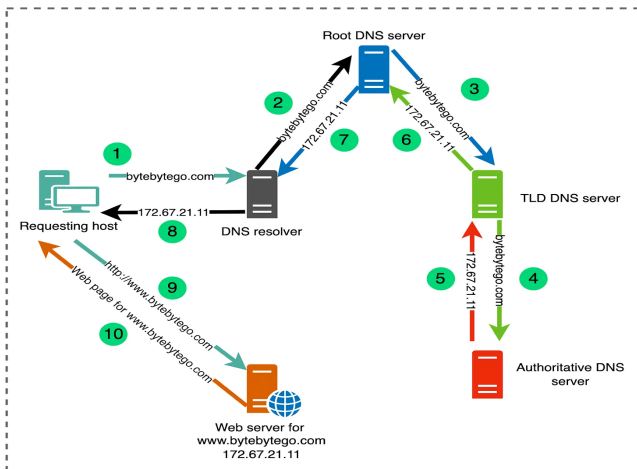 Root DNS server
2
bytebytego.com
7
172.67.21.11
3
bytebytego.com
6
172.67.21.11
1
bytebytego.com
172.67.21.11
8
Requesting host
DNS resolver
TLD DNS server
5
172.67.21.11
4
bytebytego.com
Authoritative DNS
server
http://www.bytebytego.com
9
Web page for www.bytebytego.com
10
Web server for
www.bytebytego.com
172.67.21.11